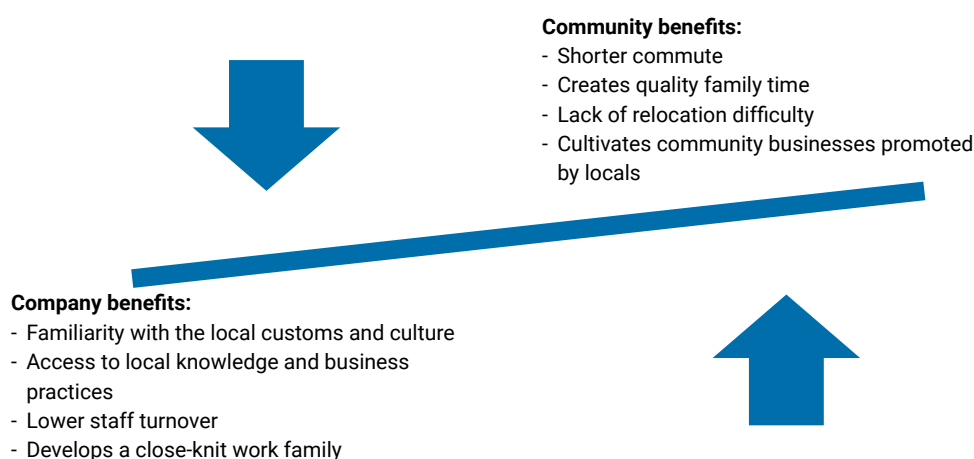 Community benefits:
- Shorter commute
- Creates quality family time
- Lack of relocation difficulty
- Cultivates community businesses promoted
by locals
Company benefits:
- Familiarity with the local customs and culture
- Access to local knowledge and business
practices
- Lower staff turnover
- Develops a close-knit work family